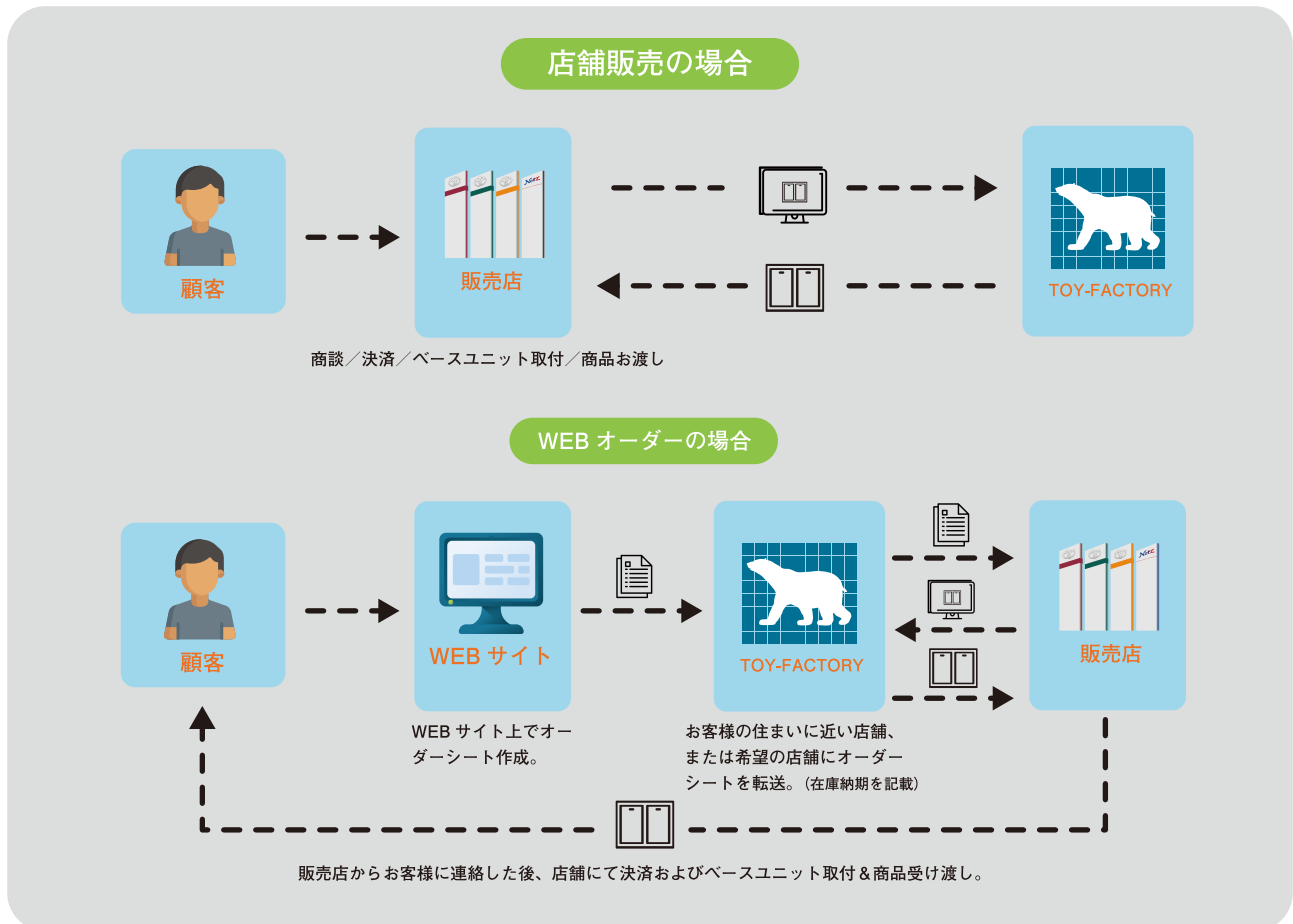 店舗販売の場合
顧客
販売店
TOY-FACTORY
商談／決済／ベースユニット取付／商品お渡し
WEB オーダーの場合
顧客
WEB サイト
TOY-FACTORY
販売店
WEB サイト上でオー
ダーシート作成。
お客様の住まいに近い店舗、
または希望の店舗にオーダー
シートを転送。（在庫納期を記載）
販売店からお客様に連絡した後、店舗にて決済およびベースユニット取付＆商品受け渡し。